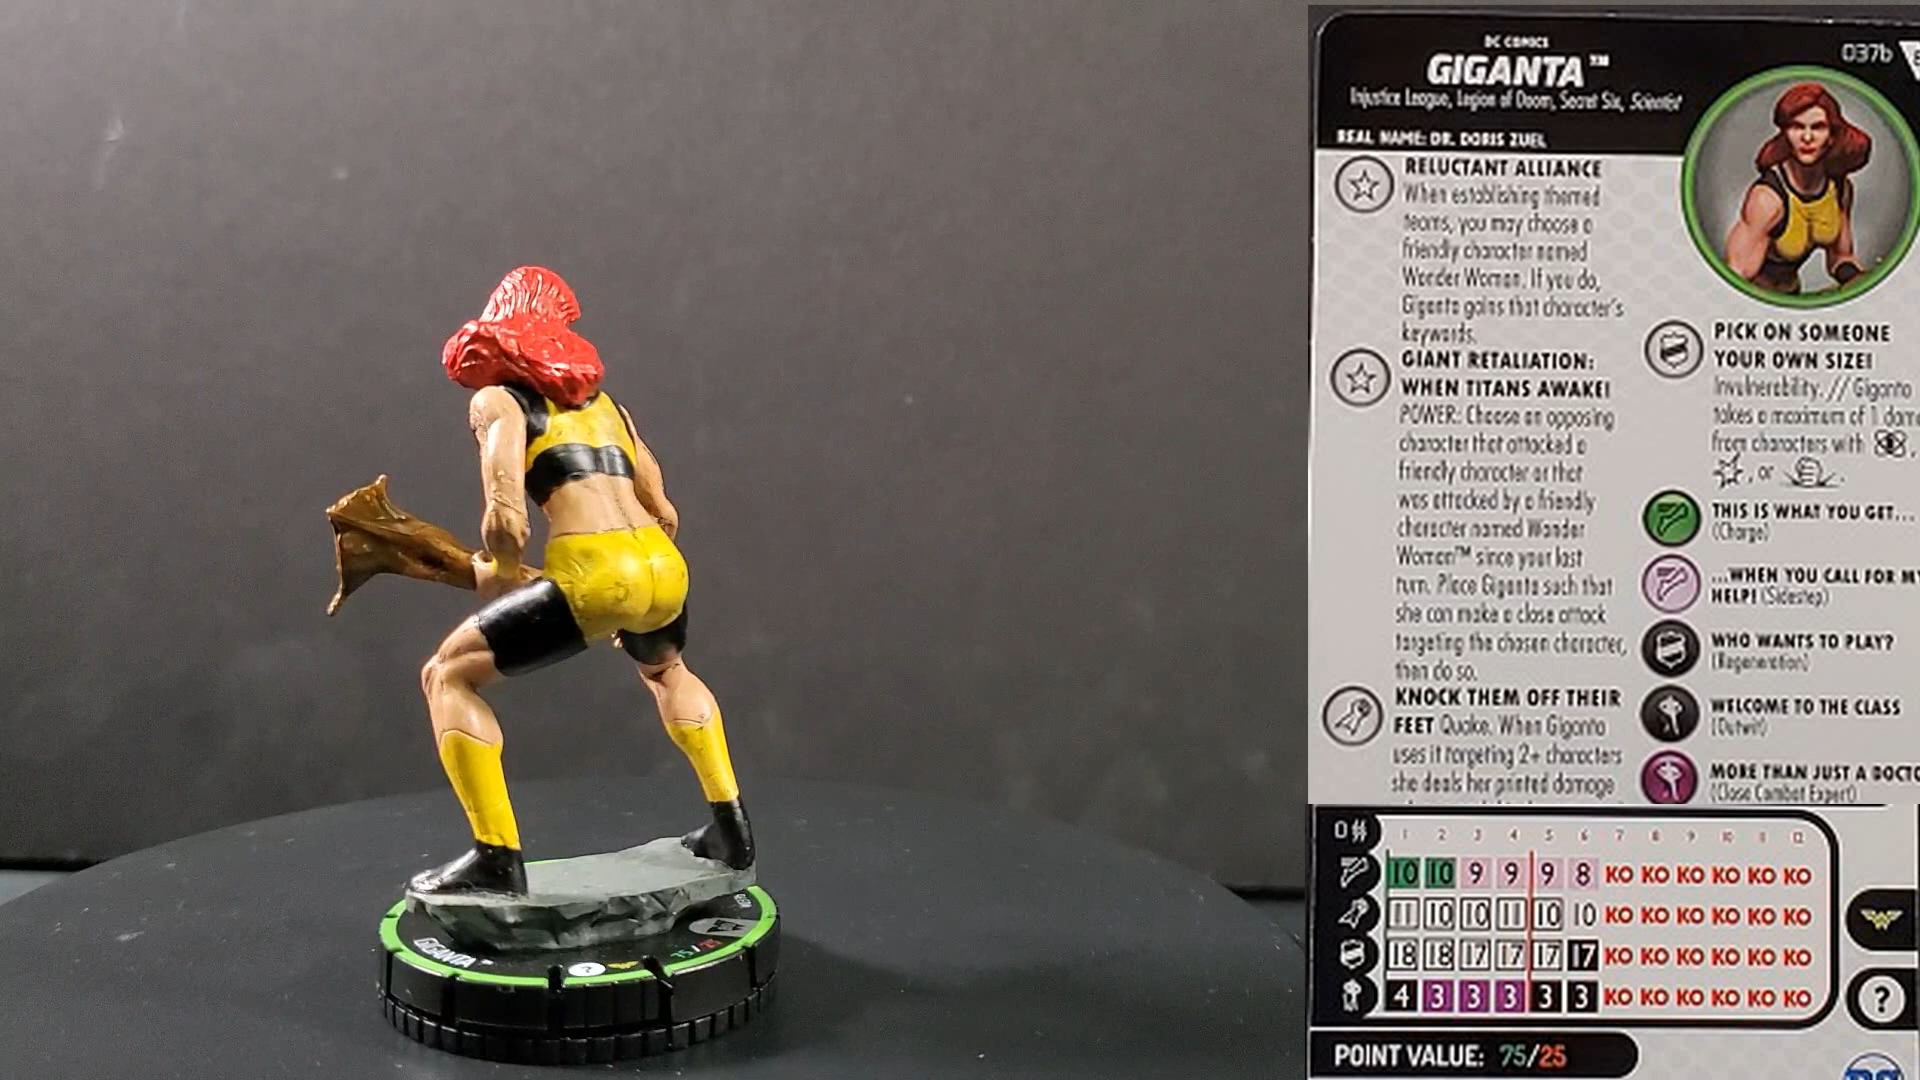 DC COMICS
GIGANTA™
037b
Injustice League, Legion of Doom, Secret Six, Scientist
REAL NAME: DR. DORIS ZUEL
RELUCTANT ALLIANCE
When establishing themed
teams, you may choose a
friendly character named
Wonder Woman. If you do,
Giganta gains that character's
keywords.
GIANT RETALIATION:
WHEN TITANS AWAKE!
POWER: Choose an opposing
character that attacked a
friendly character or that
was attacked by a friendly
character named Wonder
Woman™ since your last
turn. Place Giganta such that
she can make a close attack
targeting the chosen character,
then do so.
KNOCK THEM OFF THEIR
FEET Quake. When Giganta
uses it targeting 2+ characters
she deals her printed damage
PICK ON SOMEONE
YOUR OWN SIZE!
Invulnerability. // Giganta
takes a maximum of 1 dam
from characters with
, or
THIS IS WHAT YOU GET...
(Charge)
...WHEN YOU CALL FOR MY
HELP! (Sidestep)
WHO WANTS TO PLAY?
(Regeneration)
WELCOME TO THE CLASS
(Outwit)
MORE THAN JUST A DOCTO
(Close Combat Expert)
0 1 2 3 4 5 6 7 8 9 10 11 12
10 10 9 9 9 8 KO KO KO KO KO KO
11 10 10 11 10 10 KO KO KO KO KO KO
18 18 17 17 17 17 KO KO KO KO KO KO
4 3 3 3 3 3 KO KO KO KO KO KO
?
POINT VALUE: 75/25
GIGANTA™
75/25